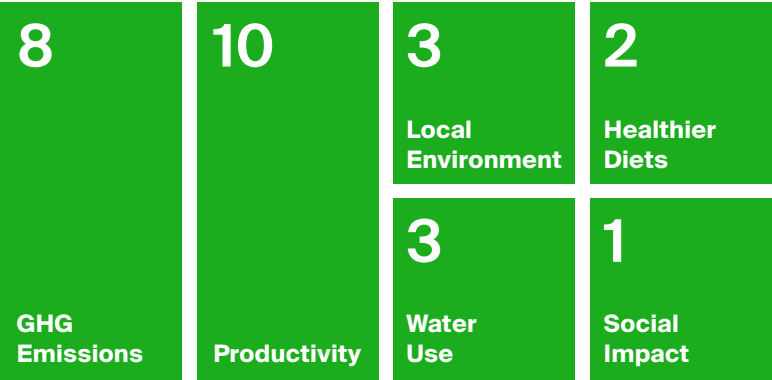 8
GHG
Emissions
10
Productivity
3
Local
Environment
2
Healthier
Diets
3
Water
Use
1
Social
Impact